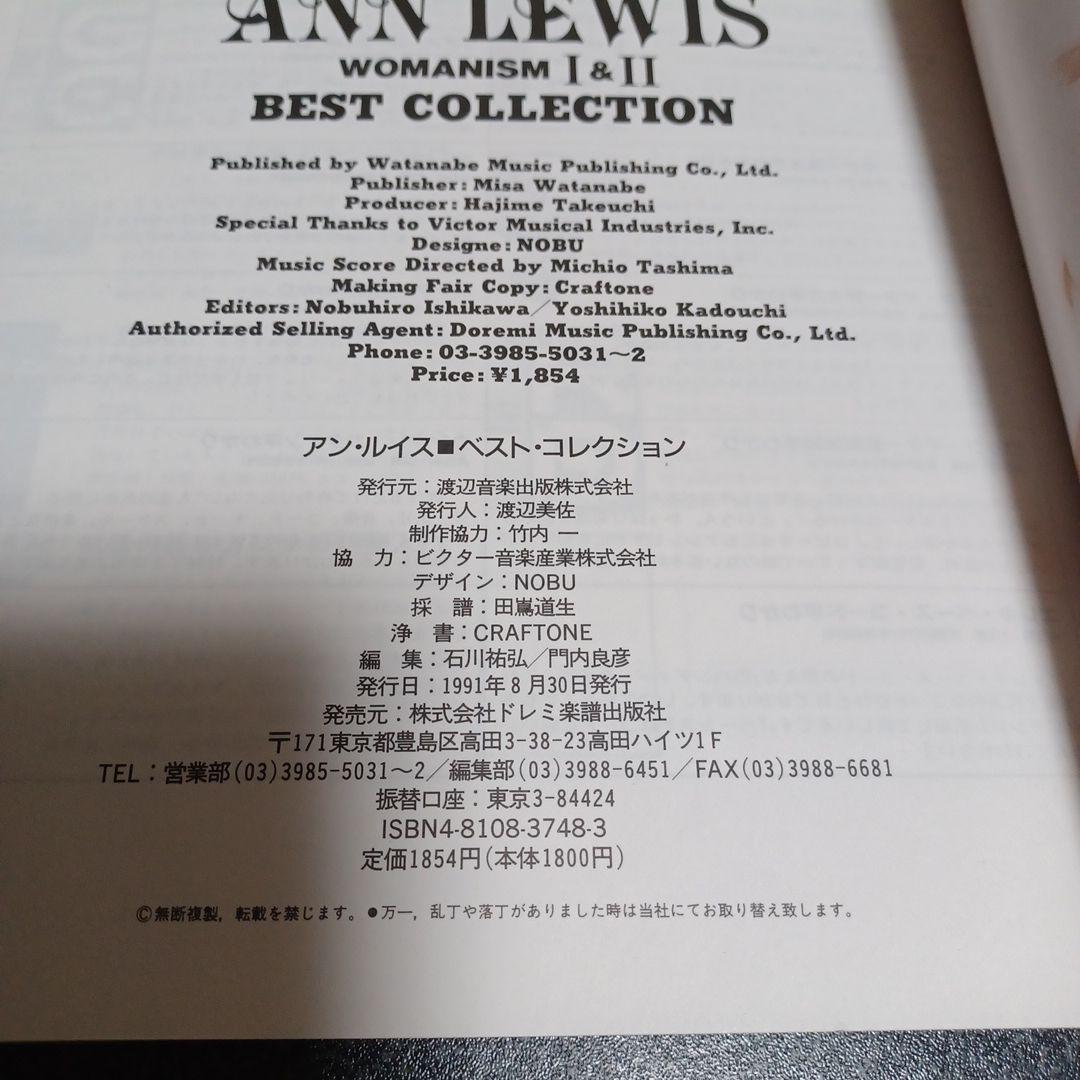 ANN LEWIS
WOMANISM I & II
BEST COLLECTION
Published by Watanabe Music Publishing Co., Ltd.
Publisher: Misa Watanabe
Producer: Hajime Takeuchi
Special Thanks to Victor Musical Industries, Inc.
Designe: NOBU
Music Score Directed by Michio Tashima
Making Fair Copy: Craftone
Editors: Nobuhiro Ishikawa／Yoshihiko Kadouchi
Authorized Selling Agent: Doremi Music Publishing Co., Ltd.
Phone: 03-3985-5031～2
Price: ¥1,854
アン・ルイス■ベスト・コレクション
発行元：渡辺音楽出版株式会社
発行人：渡辺美佐
制作協力：竹内 一
協 力：ビクター音楽産業株式会社
デザイン：NOBU
採 譜：田嶌道生
浄 書：CRAFTONE
編 集：石川祐弘／門内良彦
発行日：1991年8月30日発行
発売元：株式会社ドレミ楽譜出版社
〒171東京都豊島区高田3-38-23高田ハイツ1F
TEL：営業部(03)3985-5031～2／編集部(03)3988-6451／FAX(03)3988-6681
振替口座：東京3-84424
ISBN4-8108-3748-3
定価1854円(本体1800円)
©無断複製，転載を禁じます。●万一，乱丁や落丁がありました時は当社にてお取り替え致します。